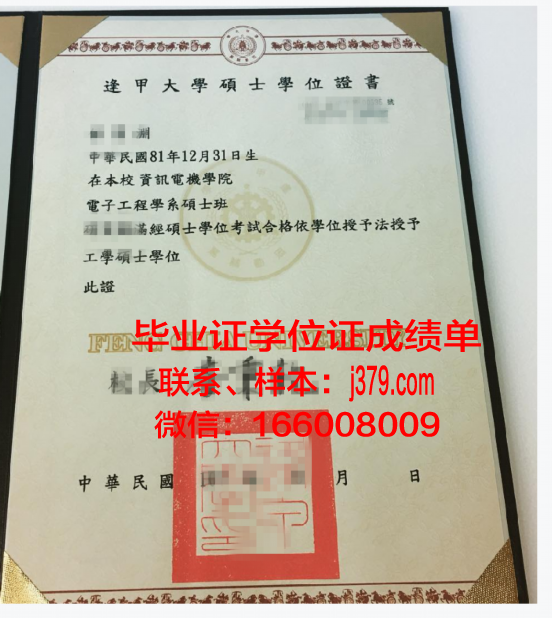 逢甲大學碩士學位證書
號
中華民國81年12月31日生
在本校 資訊電機學院
電子工程學系碩士班
經碩士學位考試合格依學位授予法授予
工學碩士學位
此證
FENG CHIA UNIVERSITY
毕业证学位证成绩单
校長
联系、样本：j379.com
微信：166008009
中華民國 月 日